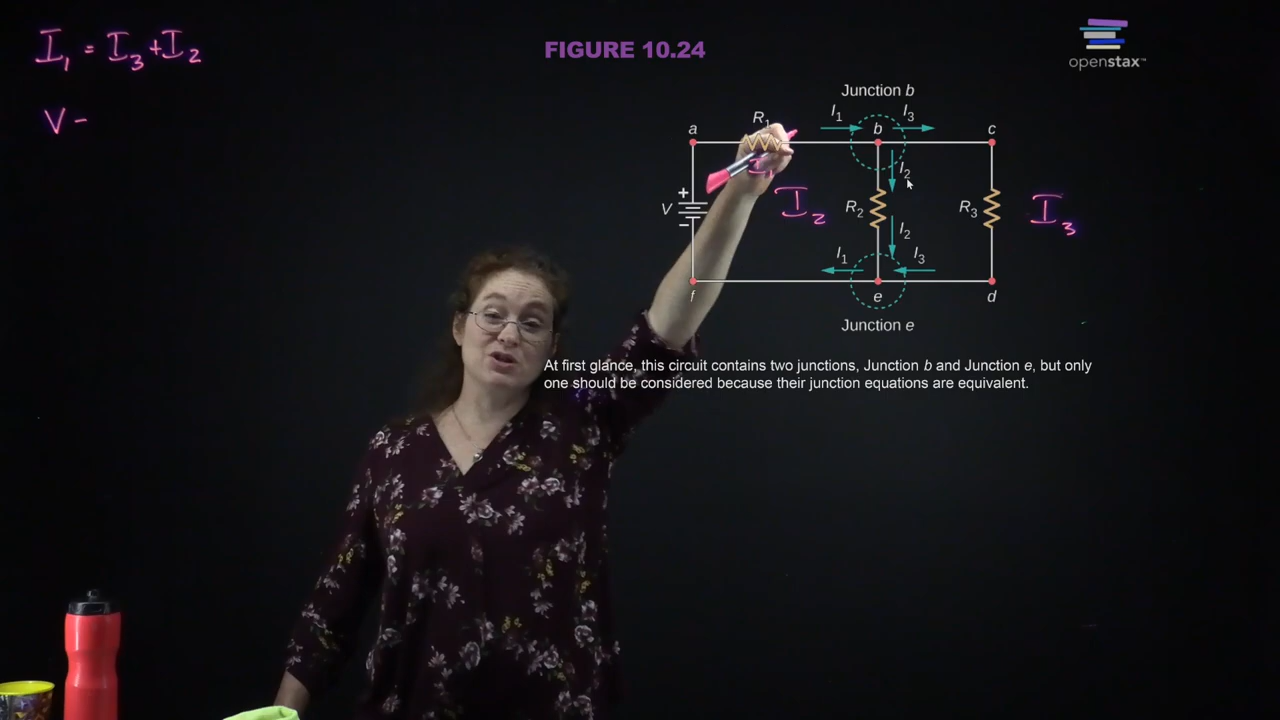 I₁ = I₃ + I₂
V -
FIGURE 10.24
openstax™
Junction b
I₁
I₃
a
R₁
b
c
I₁
I₂
+
V
-
I₂
R₂
R₃
I₃
I₂
I₁
I₃
f
e
d
Junction e
At first glance, this circuit contains two junctions, Junction b and Junction e, but only
one should be considered because their junction equations are equivalent.